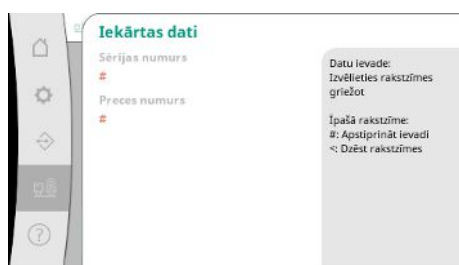 Iekārtas dati
Sērijas numurs
#
Preces numurs
#
Datu ievade:
Izvēlieties rakstzīmes
griežot
Īpašā rakstzīme:
#: Apstiprināt ievadi
<: Dzēst rakstzīmes
?